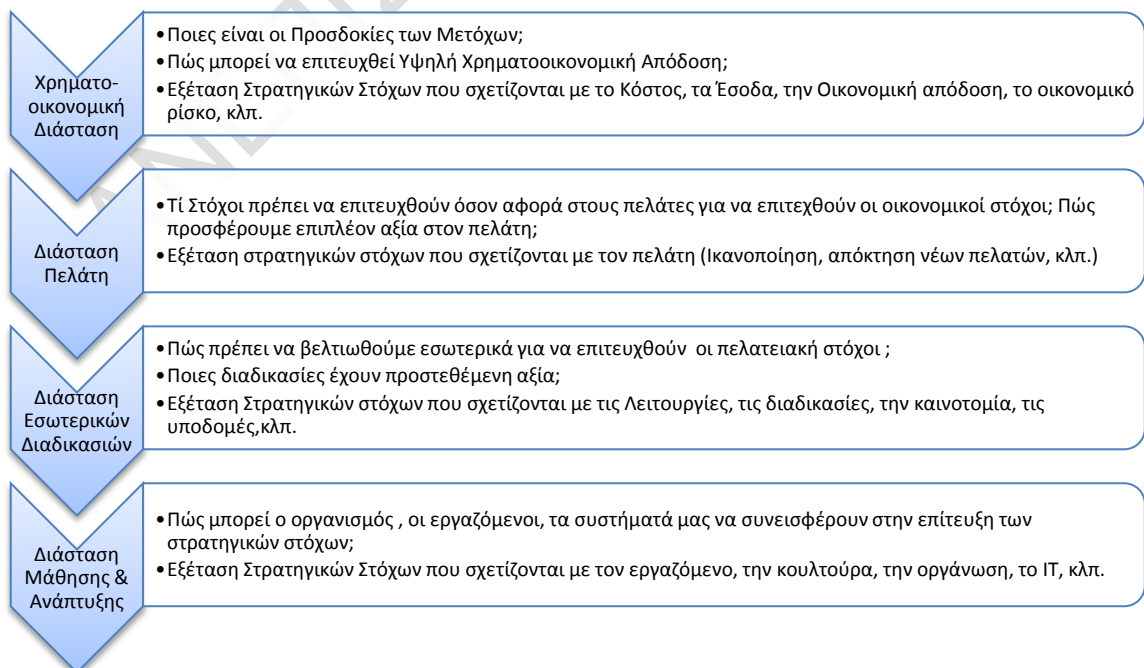 Χρηματο-
οικονομική
Διάσταση
•Ποιες είναι οι Προσδοκίες των Μετόχων;
•Πώς μπορεί να επιτευχθεί Υψηλή Χρηματοοικονομική Απόδοση;
•Εξέταση Στρατηγικών Στόχων που σχετίζονται με το Κόστος, τα Έσοδα, την Οικονομική απόδοση, το οικονομικό
ρίσκο, κλπ.
Διάσταση
Πελάτη
•Τί Στόχοι πρέπει να επιτευχθούν όσον αφορά στους πελάτες για να επιτεχθούν οι οικονομικοί στόχοι; Πώς
προσφέρουμε επιπλέον αξία στον πελάτη;
•Εξέταση στρατηγικών στόχων που σχετίζονται με τον πελάτη (Ικανοποίηση, απόκτηση νέων πελατών, κλπ.)
Διάσταση
Εσωτερικών
Διαδικασιών
•Πώς πρέπει να βελτιωθούμε εσωτερικά για να επιτευχθούν  οι πελατειακή στόχοι ;
•Ποιες διαδικασίες έχουν προστεθέμενη αξία;
•Εξέταση Στρατηγικών στόχων που σχετίζονται με τις Λειτουργίες, τις διαδικασίες, την καινοτομία, τις
υποδομές,κλπ.
Διάσταση
Μάθησης &
Ανάπτυξης
•Πώς μπορεί ο οργανισμός , οι εργαζόμενοι, τα συστήματά μας να συνεισφέρουν στην επίτευξη των
στρατηγικών στόχων;
•Εξέταση Στρατηγικών Στόχων που σχετίζονται με τον εργαζόμενο, την κουλτούρα, την οργάνωση, το IT, κλπ.